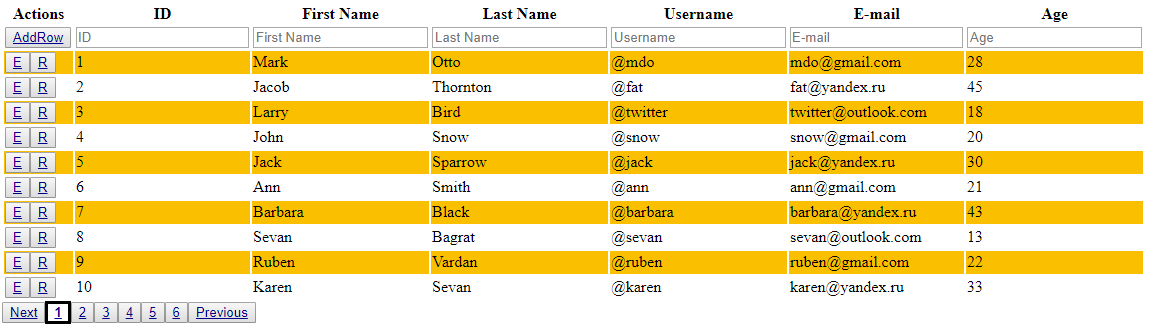 Actions ID First Name Last Name Username E-mail Age
AddRow ID First Name Last Name Username E-mail Age
E R 1 Mark Otto @mdo mdo@gmail.com 28
E R 2 Jacob Thornton @fat fat@yandex.ru 45
E R 3 Larry Bird @twitter twitter@outlook.com 18
E R 4 John Snow @snow snow@gmail.com 20
E R 5 Jack Sparrow @jack jack@yandex.ru 30
E R 6 Ann Smith @ann ann@gmail.com 21
E R 7 Barbara Black @barbara barbara@yandex.ru 43
E R 8 Sevan Bagrat @sevan sevan@outlook.com 13
E R 9 Ruben Vardan @ruben ruben@gmail.com 22
E R 10 Karen Sevan @karen karen@yandex.ru 33
Next 1 2 3 4 5 6 Previous